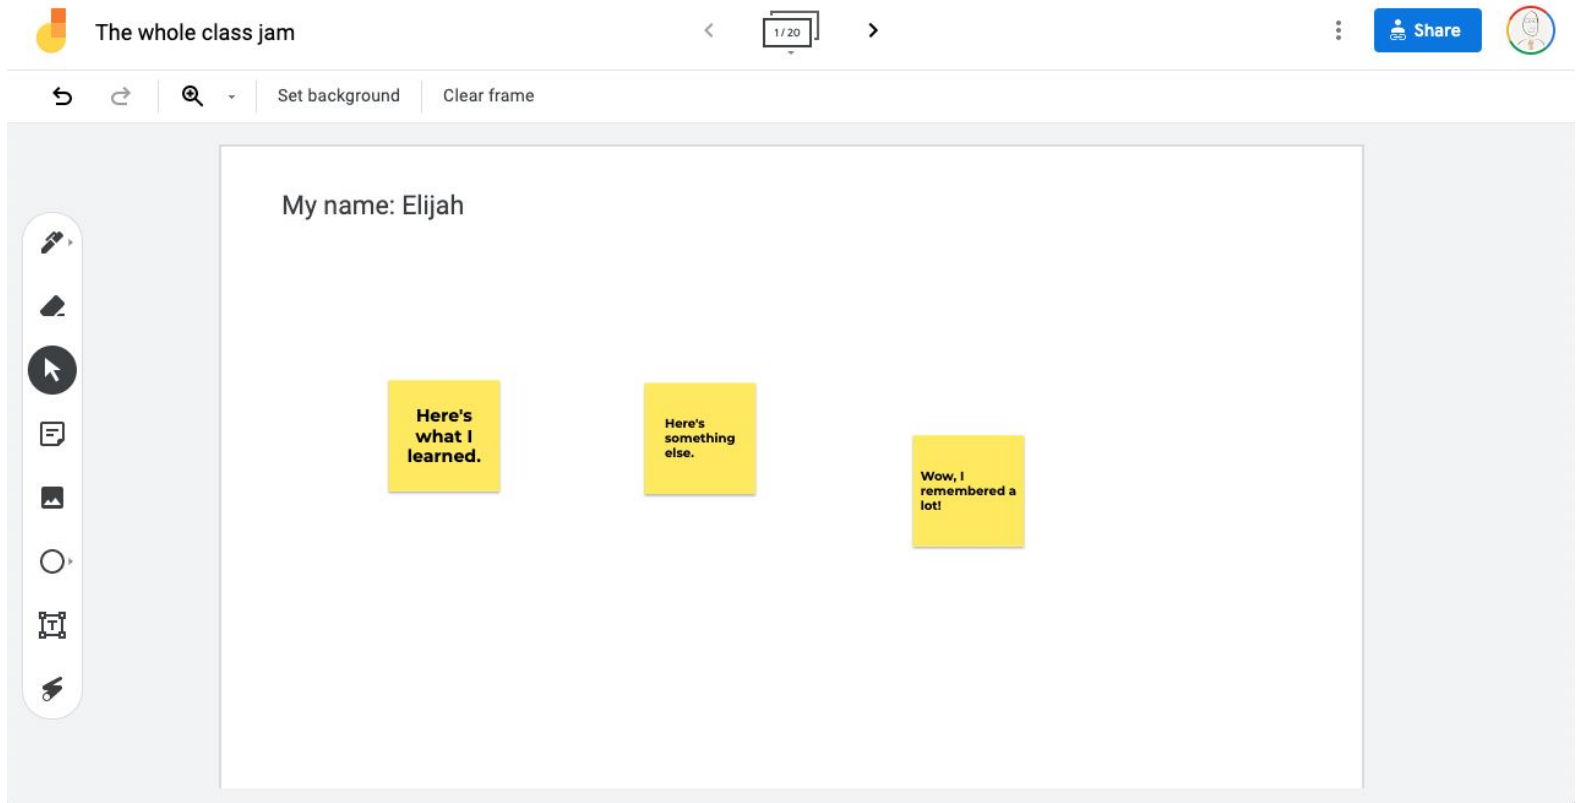 The whole class jam
1/20
Share
Set background
Clear frame
My name: Elijah
Here's
what I
learned.
Here's
something
else.
Wow, I
remembered a
lot!